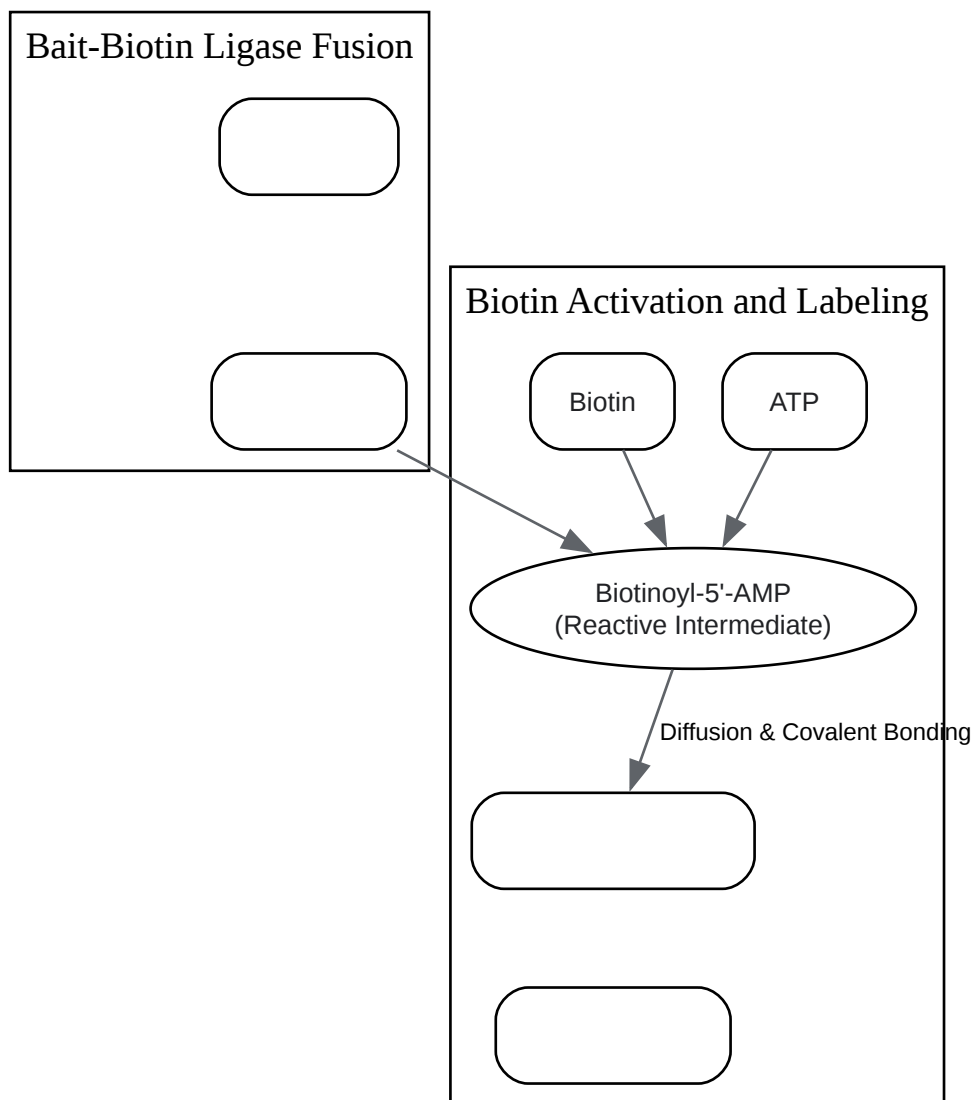 Bait-Biotin Ligase Fusion
Biotin Activation and Labeling
Biotin
ATP
Biotinoyl-5'-AMP
(Reactive Intermediate)
Diffusion & Covalent Bonding